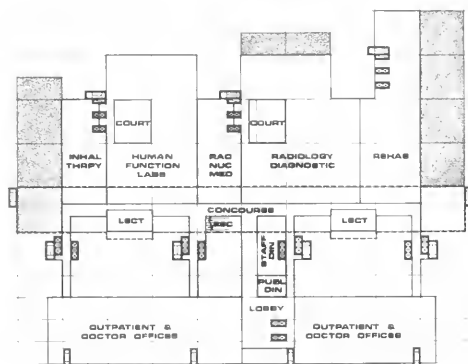 COURT
COURT
INHAL
THRPY
HUMAN
FUNCTION
LABS
RAD
NUC
MED
RADIOLOGY
DIAGNOSTIC
REHAB
CONCOURSE
LECT
LECT
STAFF
DIN
PUBL
DIN
LOBBY
OUTPATIENT &
DOCTOR OFFICES
OUTPATIENT &
DOCTOR OFFICES